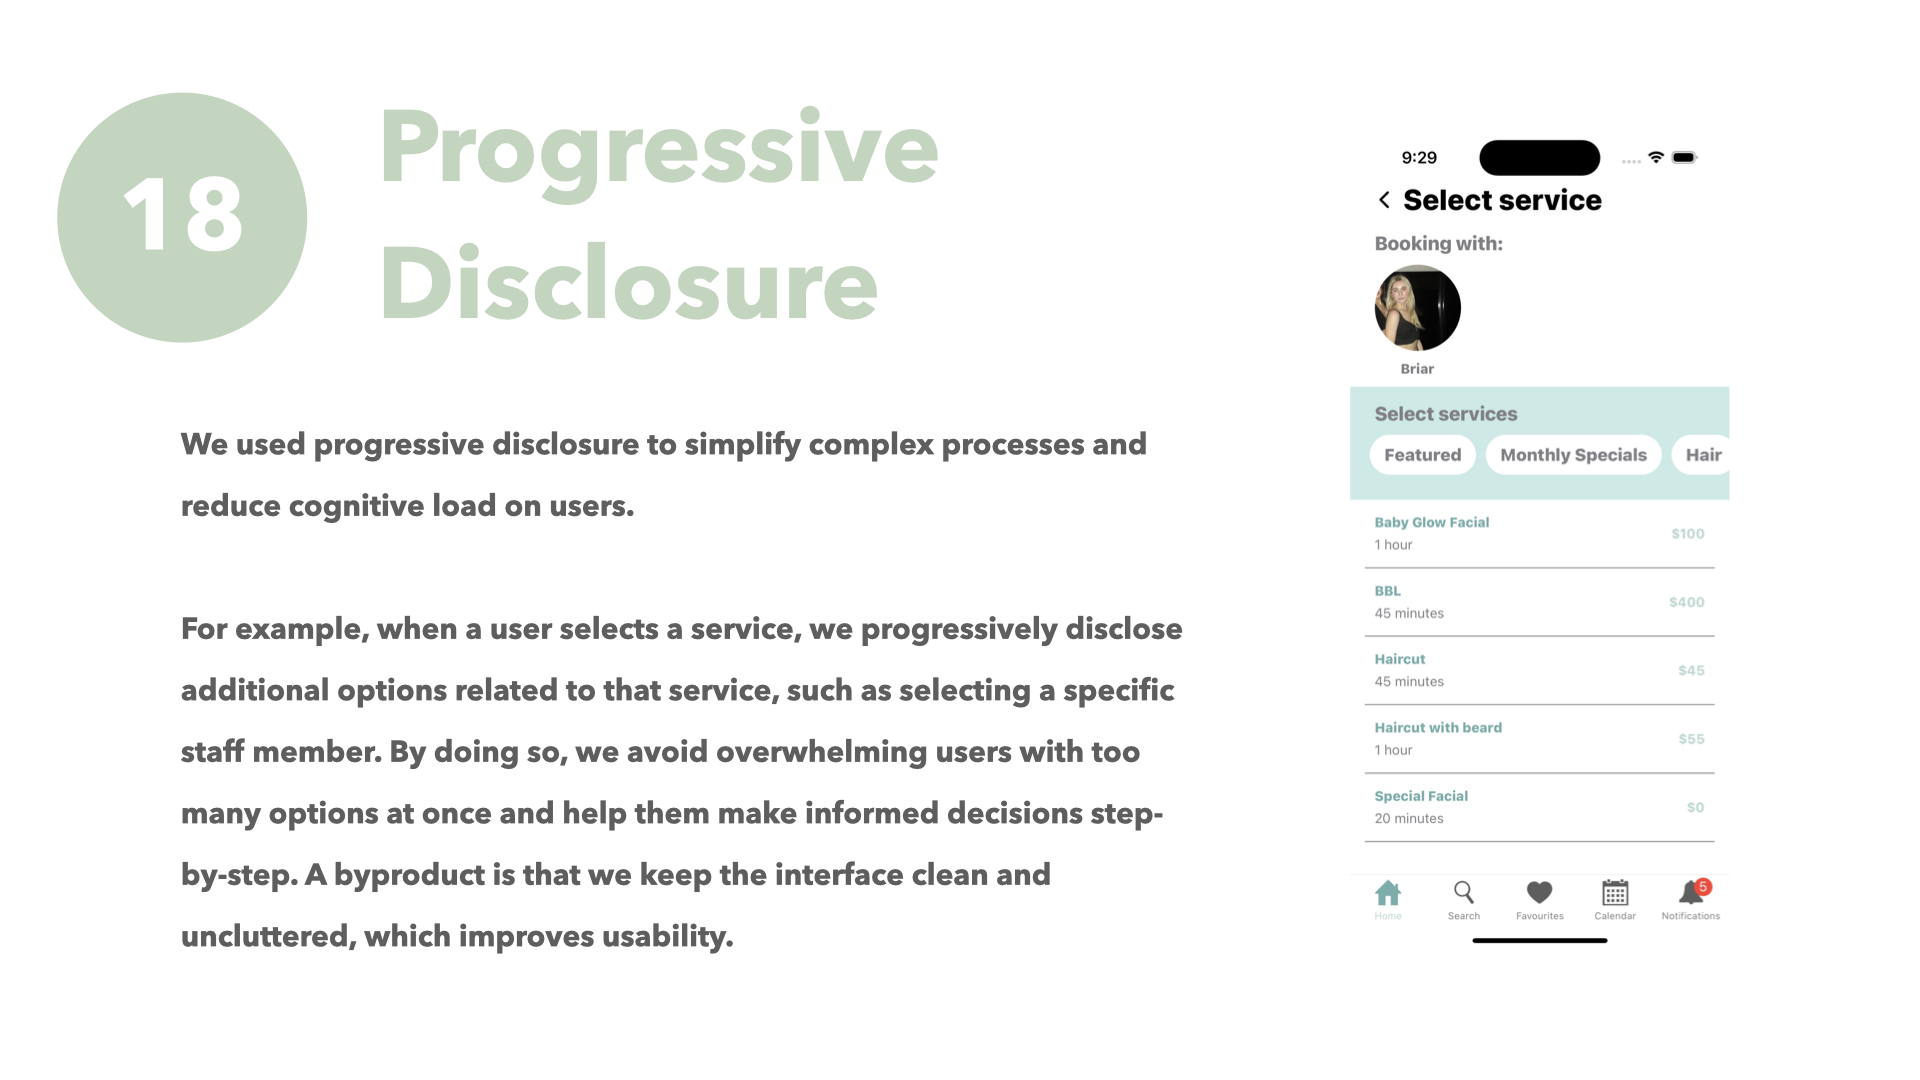 18
Progressive
Disclosure
We used progressive disclosure to simplify complex processes and
reduce cognitive load on users.
For example, when a user selects a service, we progressively disclose
additional options related to that service, such as selecting a specific
staff member. By doing so, we avoid overwhelming users with too
many options at once and help them make informed decisions step-
by-step. A byproduct is that we keep the interface clean and
uncluttered, which improves usability.
9:29
Select service
Booking with:
Briar
Select services
Featured Monthly Specials Hair
Baby Glow Facial
$100
1 hour
BBL
$400
45 minutes
Haircut
$45
45 minutes
Haircut with beard
$55
1 hour
Special Facial
$0
20 minutes
5
Home Search Favourites Calendar Notifications